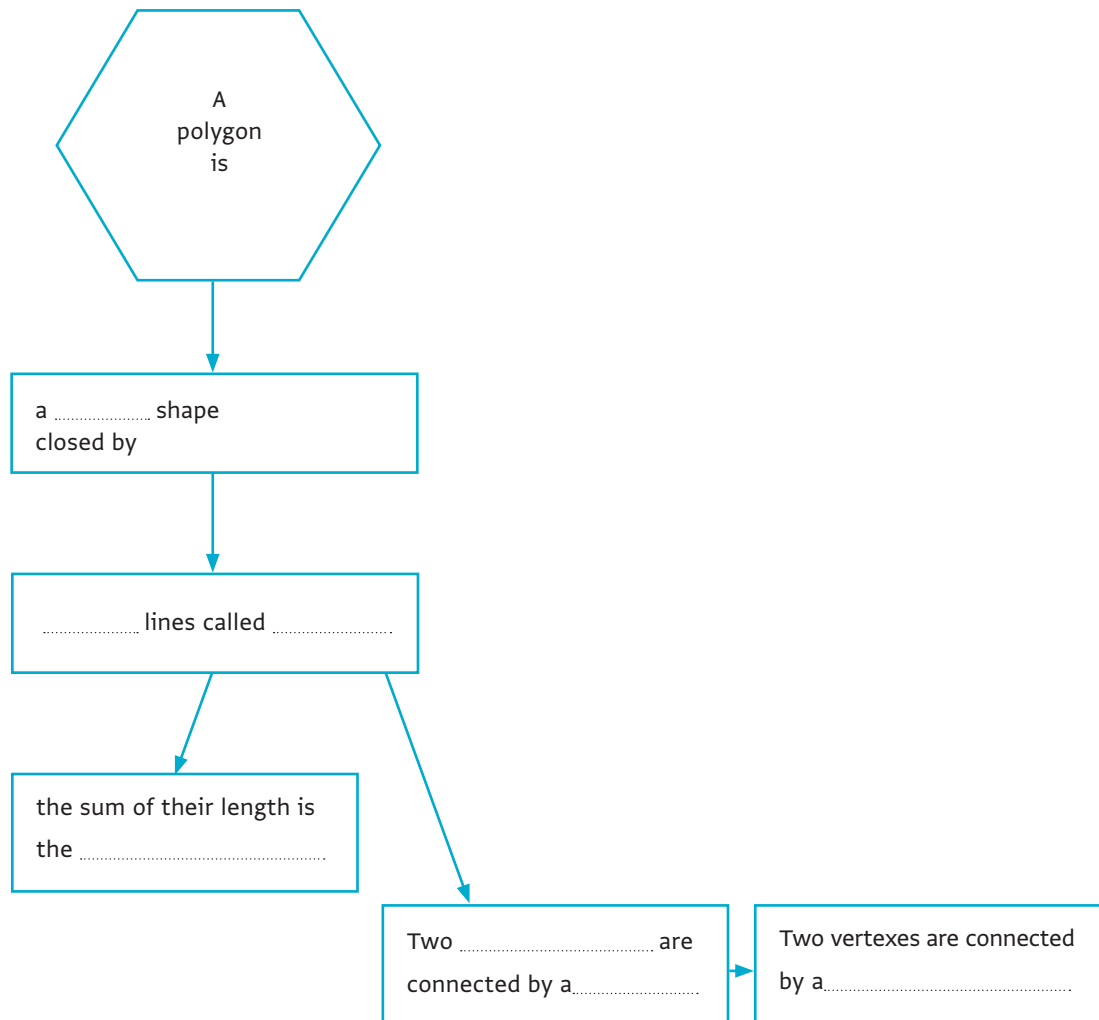 A
polygon
is
a ............ shape
closed by
............ lines called ............
the sum of their length is
the ............
Two ............ are
connected by a............
Two vertexes are connected
by a............